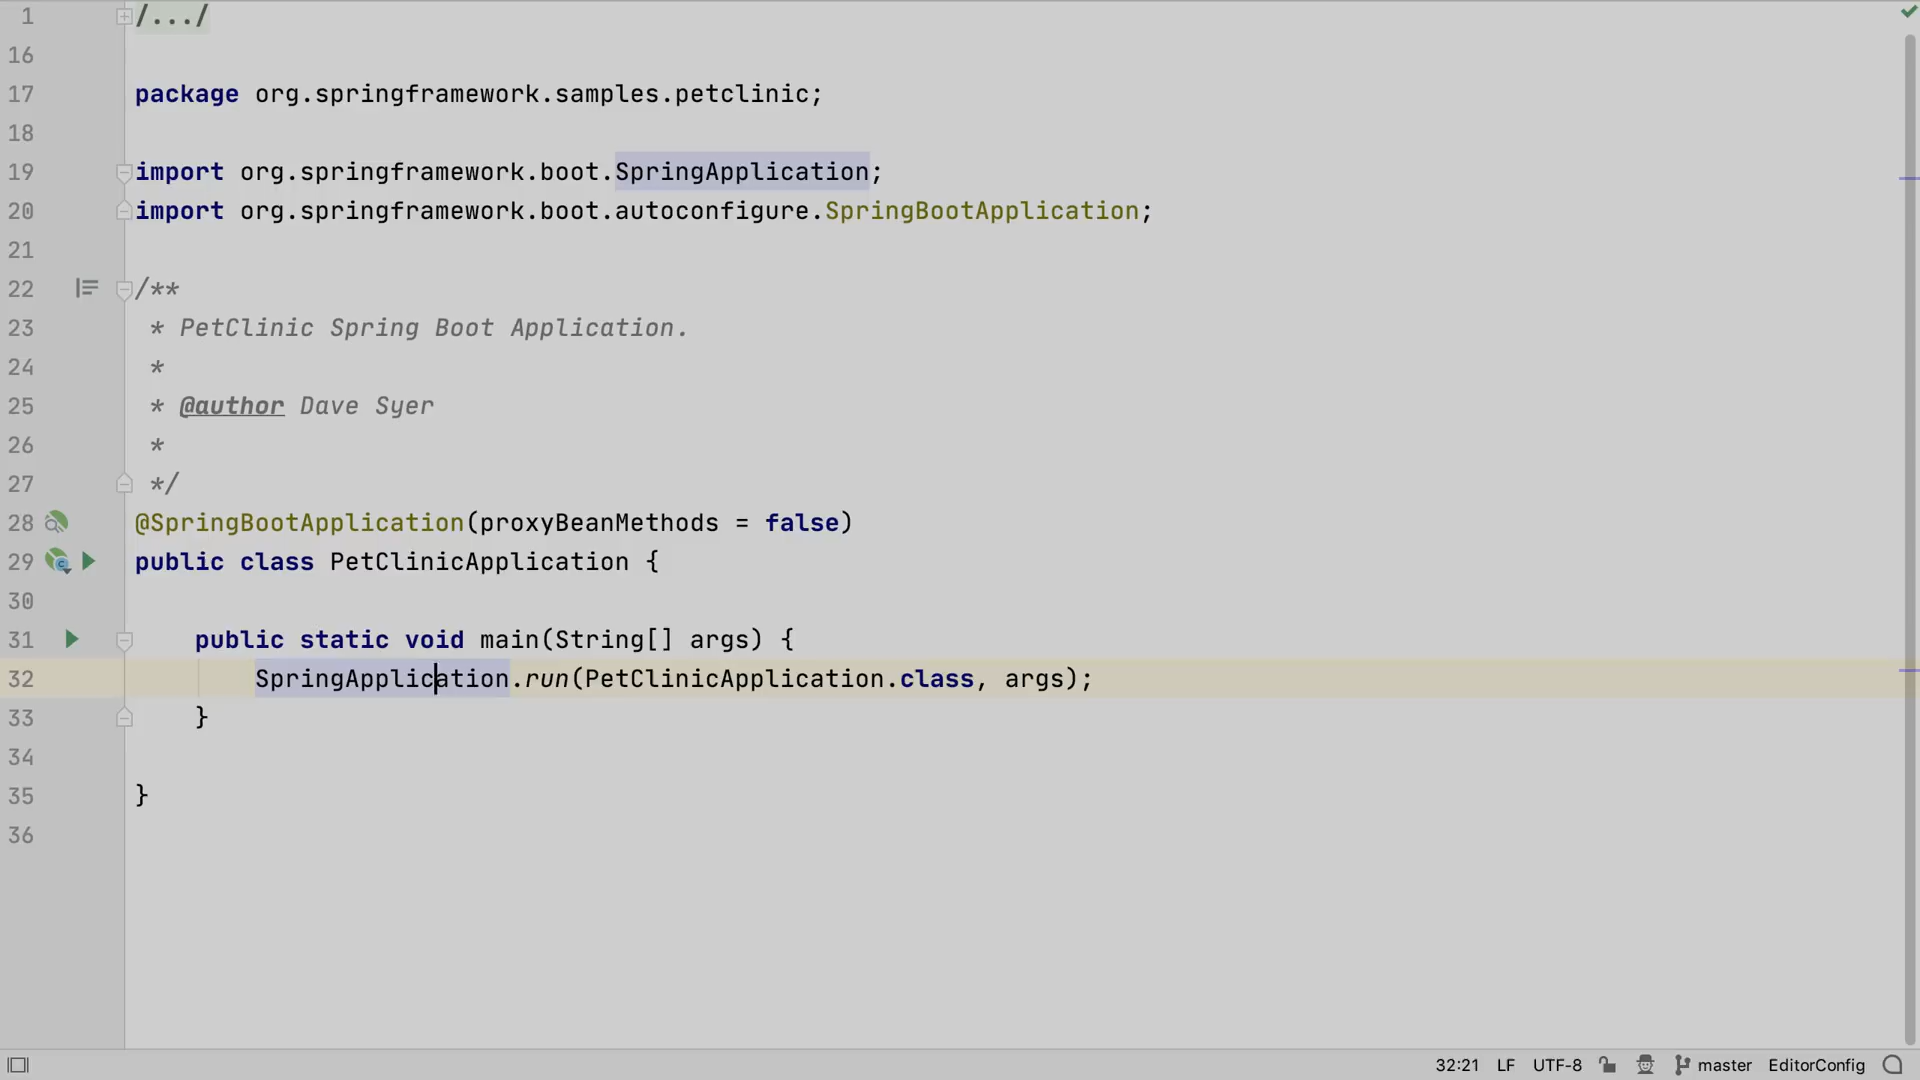 1 /.../
16
17 package org.springframework.samples.petclinic;
18
19 import org.springframework.boot.SpringApplication;
20 import org.springframework.boot.autoconfigure.SpringBootApplication;
21
22 /**
23 * PetClinic Spring Boot Application.
24 *
25 * @author Dave Syer
26 *
27 */
28 @SpringBootApplication(proxyBeanMethods = false)
29 public class PetClinicApplication {
30
31 public static void main(String[] args) {
32 SpringApplication.run(PetClinicApplication.class, args);
33 }
34
35 }
36
32:21 LF UTF-8 master EditorConfig